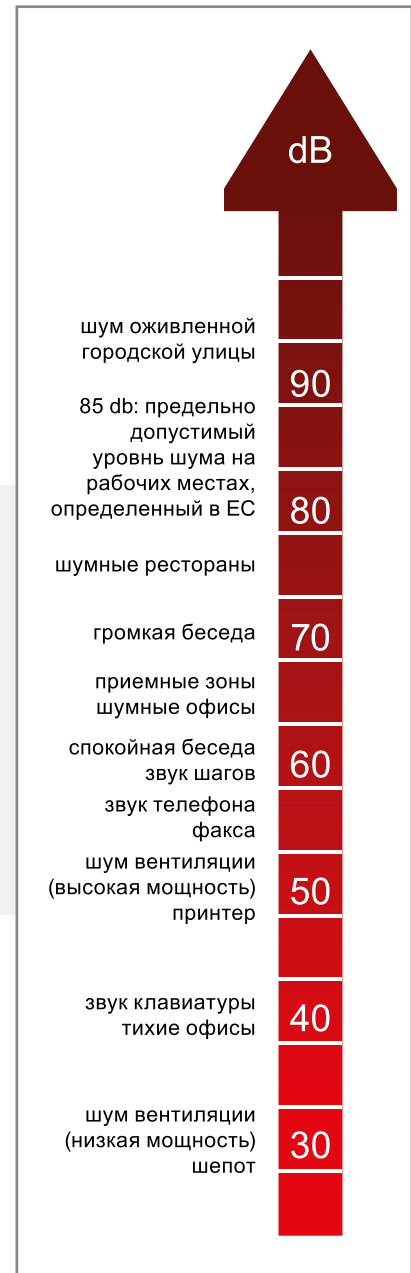 dB
шум оживленной
городской улицы
90
85 db: предельно
допустимый
уровнь шума на
рабочих местах,
определенный в ЕС
80
шумные рестораны
громкая беседа
70
приемные зоны
шумные офисы
спокойная беседа
звук шагов
60
звук телефона
факса
шум вентиляции
(высокая мощность)
принтер
50
звук клавиатуры
тихие офисы
40
шум вентиляции
(низкая мощность)
шепот
30